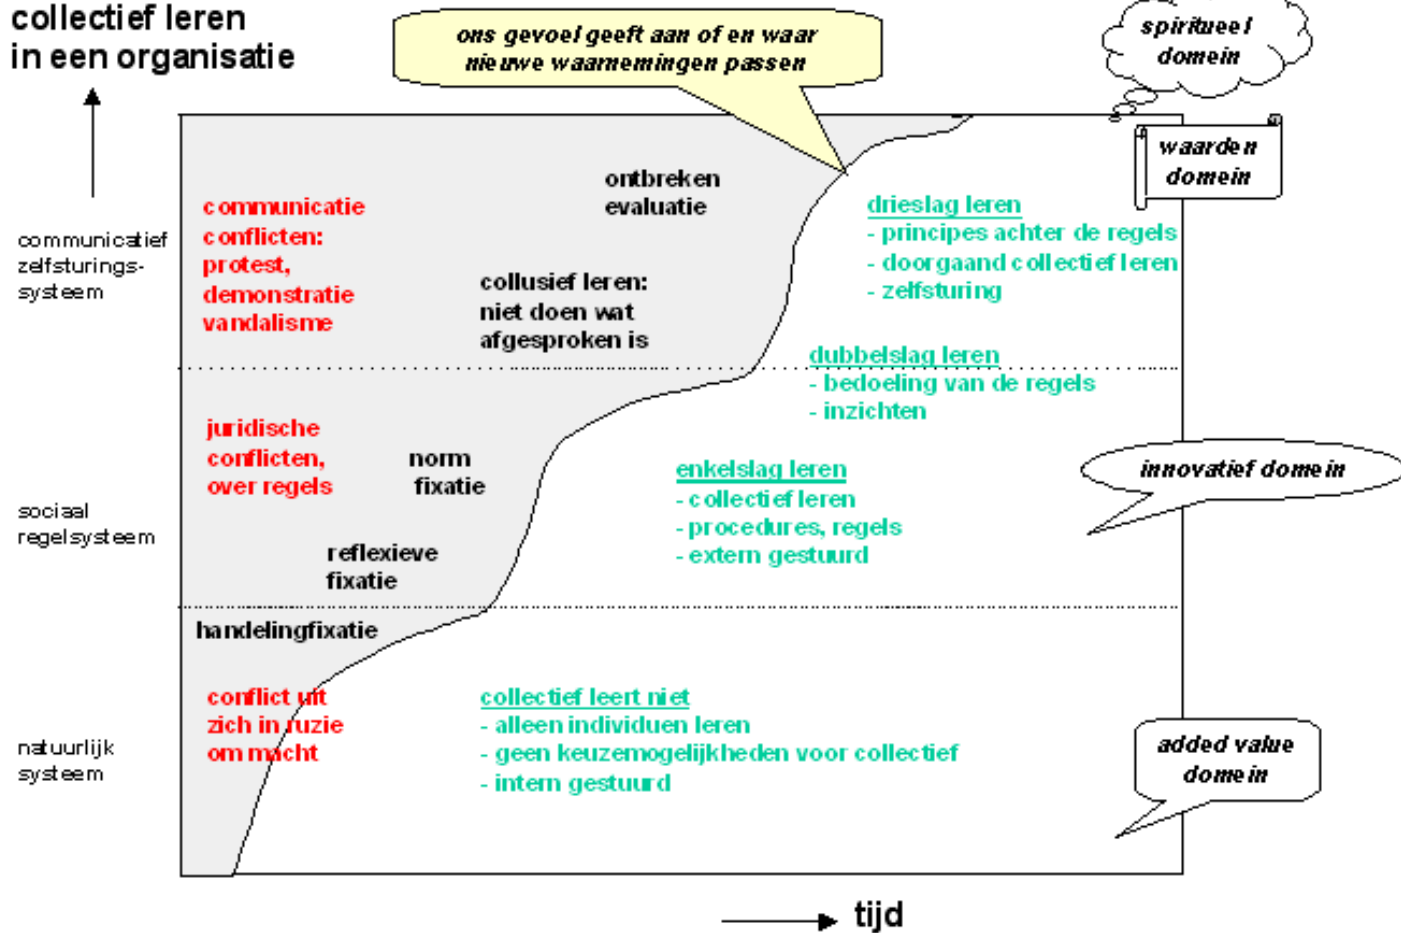 collectief leren
in een organisatie
ons gevoel geeft aan of en waar
nieuwe waarnemingen passen
spiritueel
domein
waarden
domein
communicatief
zelfsturings-
systeem
communicatie
conflicten:
protest,
demonstratie
vandalisme
ontbreken
evaluatie
collusief leren:
niet doen wat
afgesproken is
drieslag leren
- principes achter de regels
- doorgaand collectief leren
- zelfsturing
dubbelslag leren
- bedoeling van de regels
- inzichten
sociaal
regelsysteem
juridische
conflicten,
over regels
norm
fixatie
reflexieve
fixatie
enkelslag leren
- collectief leren
- procedures, regels
- extern gestuurd
innovatief domein
handelingfixatie
natuurlijk
systeem
conflict uit
zich in ruzie
om macht
collectief leert niet
- alleen individuen leren
- geen keuzemogelijkheden voor collectief
- intern gestuurd
added value
domein
tijd